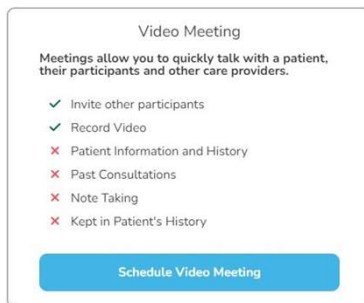 Video Meeting
Meetings allow you to quickly talk with a patient,
their participants and other care providers.
Invite other participants
Record Video
Patient Information and History
Past Consultations
Note Taking
Kept in Patient's History
Schedule Video Meeting